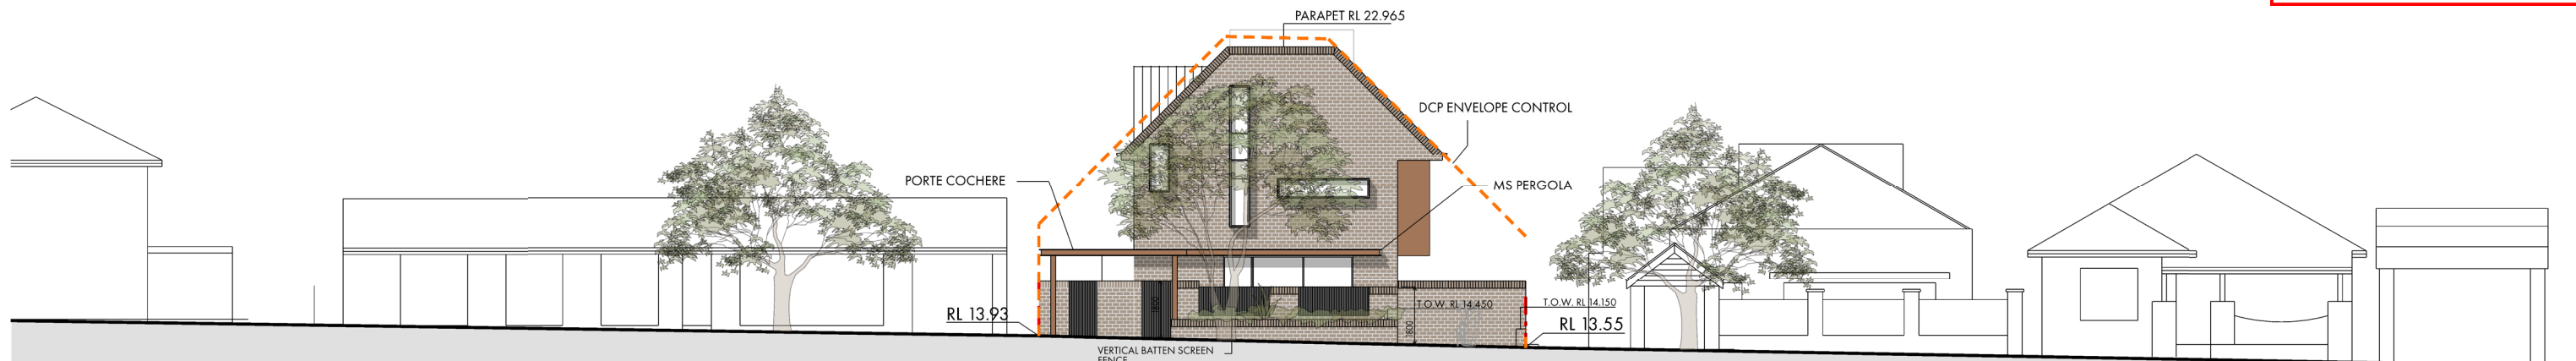 PARAPET RL 22.965
DCP ENVELOPE CONTROL
PORTE COCHERE
MS PERGOLA
1800
T.O.W. RL 14.450
T.O.W. RL 14.150
RL 13.93
1800
RL 13.55
VERTICAL BATTEN SCREEN
FENCE